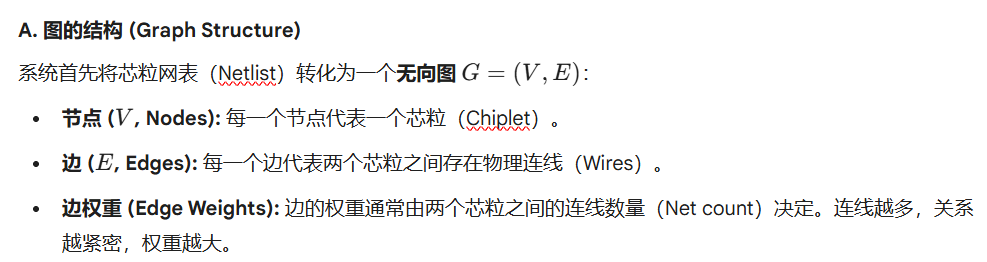 A. 图的结构 (Graph Structure)
系统首先将芯粒网表（Netlist）转化为一个无向图 G = (V, E)：
• 节点 (V, Nodes): 每一个节点代表一个芯粒（Chiplet）。
• 边 (E, Edges): 每一个边代表两个芯粒之间存在物理连线（Wires）。
• 边权重 (Edge Weights): 边的权重通常由两个芯粒之间的连线数量（Net count）决定。连线越多，关系
越紧密，权重越大。